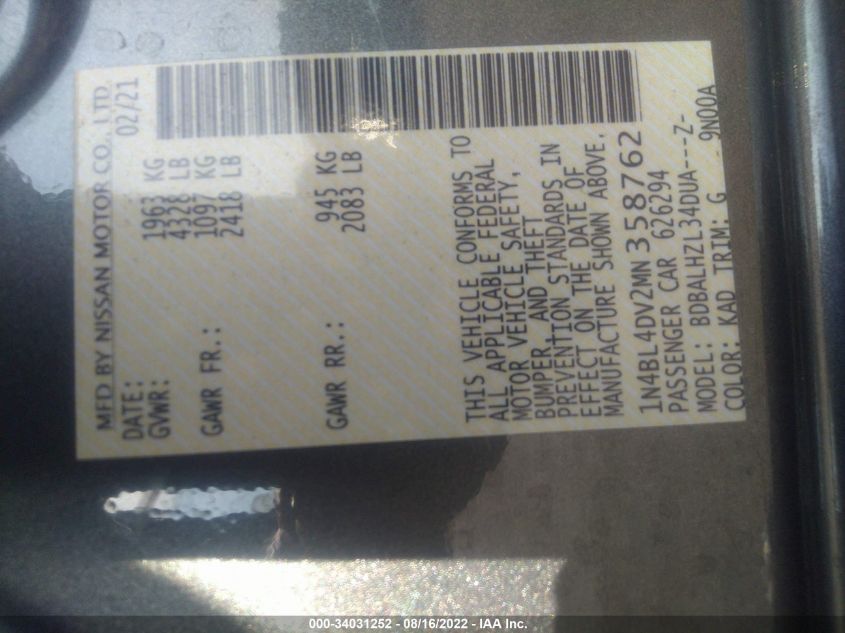 MFD BY NISSAN MOTOR CO., LTD.
DATE: 02/21
GVWR: 1963 KG
4328 LB
GAWR FR.: 1097 KG
2418 LB
GAWR RR.: 945 KG
2083 LB
THIS VEHICLE CONFORMS TO
ALL APPLICABLE FEDERAL
MOTOR VEHICLE SAFETY,
BUMPER, AND THEFT
PREVENTION STANDARDS IN
EFFECT ON THE DATE OF
MANUFACTURE SHOWN ABOVE.
1N4BL4DV2MN358762
PASSENGER CAR 626294
MODEL: BDBALHZL34DUA---Z-
COLOR: KAD TRIM: G 9N00A
000-34031252 - 08/16/2022 - IAA Inc.